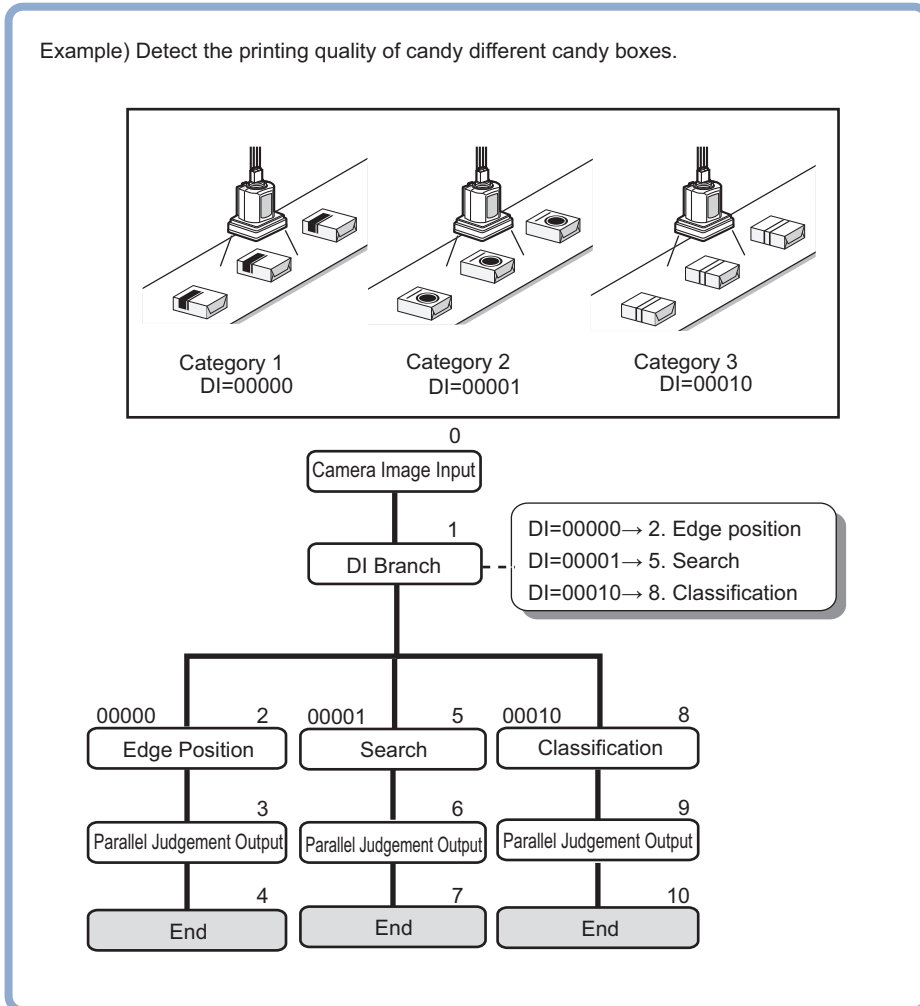 Example) Detect the printing quality of candy different candy boxes.
Category 1
DI=00000
Category 2
DI=00001
Category 3
DI=00010
0
Camera Image Input
1
DI Branch
DI=00000→ 2. Edge position
DI=00001→ 5. Search
DI=00010→ 8. Classification
00000 2
Edge Position
00001 5
Search
00010 8
Classification
3
Parallel Judgement Output
6
Parallel Judgement Output
9
Parallel Judgement Output
4
End
7
End
10
End